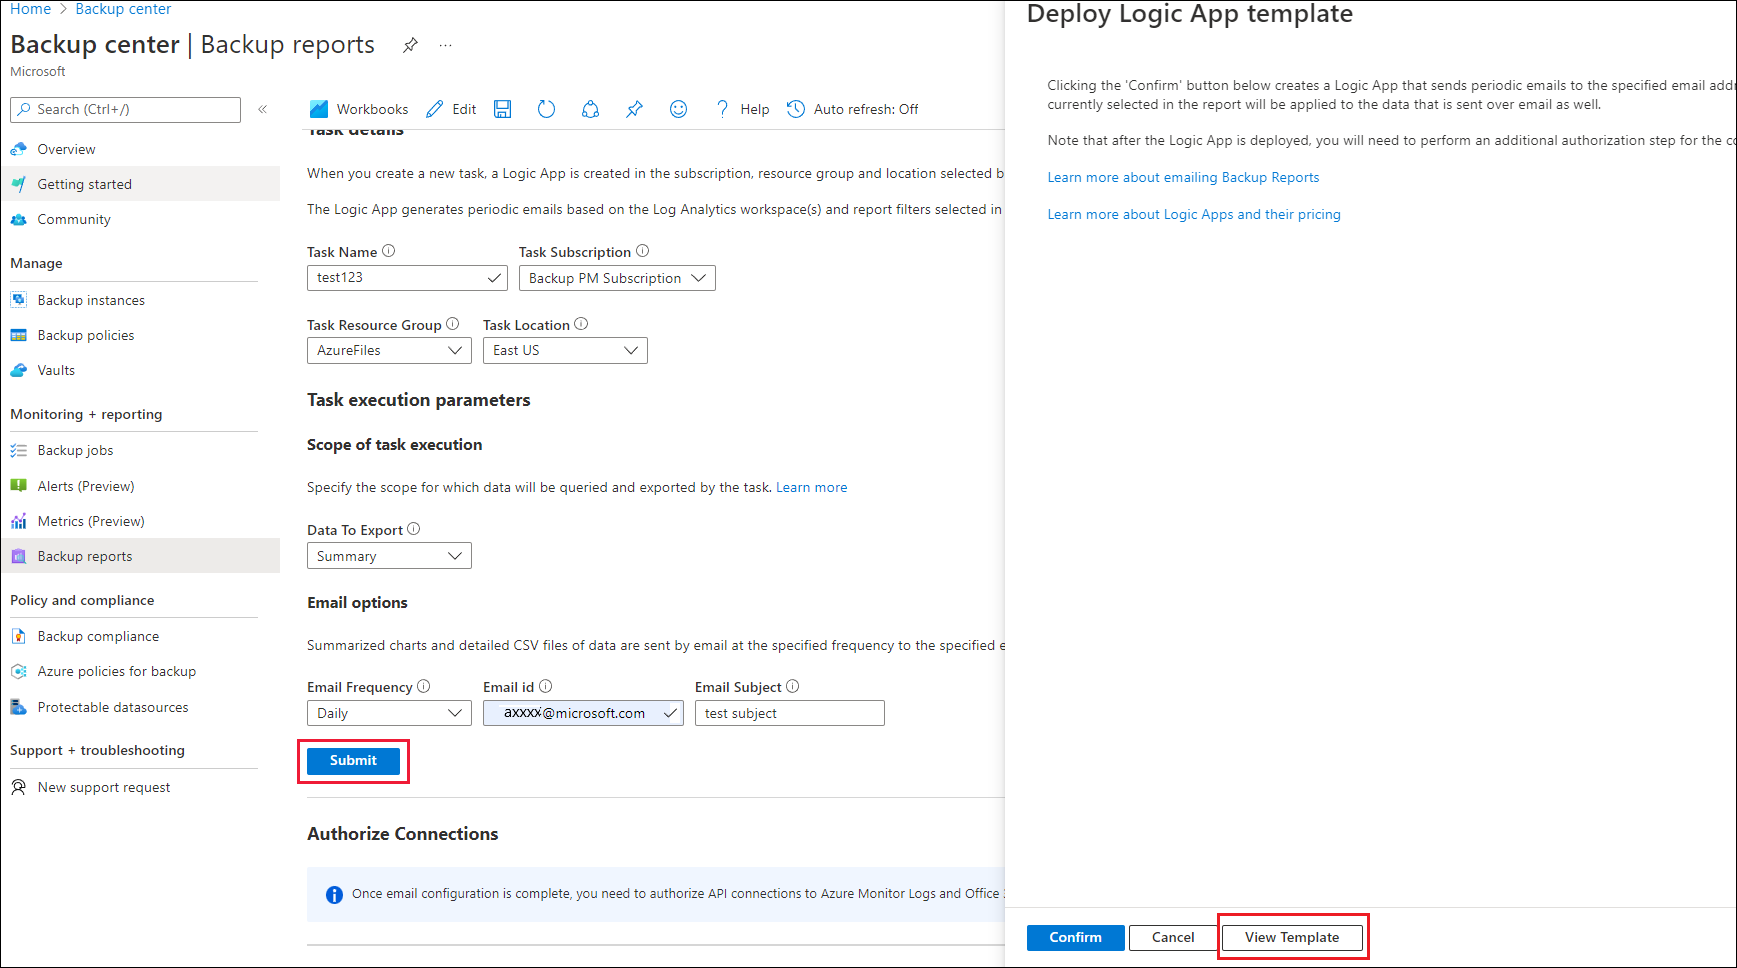 Home > Backup center
Backup center | Backup reports ...
Microsoft
Search (Ctrl+/)
«
Overview
Getting started
Community
Manage
Backup instances
Backup policies
Vaults
Monitoring + reporting
Backup jobs
Alerts (Preview)
Metrics (Preview)
Backup reports
Policy and compliance
Backup compliance
Azure policies for backup
Protectable datasources
Support + troubleshooting
New support request
Workbooks Edit ? Help Auto refresh: Off
Task details
When you create a new task, a Logic App is created in the subscription, resource group and location selected b
The Logic App generates periodic emails based on the Log Analytics workspace(s) and report filters selected in
Task Name Task Subscription
test123 Backup PM Subscription
Task Resource Group Task Location
AzureFiles East US
Task execution parameters
Scope of task execution
Specify the scope for which data will be queried and exported by the task. Learn more
Data To Export
Summary
Email options
Summarized charts and detailed CSV files of data are sent by email at the specified frequency to the specified e
Email Frequency Email id Email Subject
Daily axxxx@microsoft.com test subject
Submit
Authorize Connections
Once email configuration is complete, you need to authorize API connections to Azure Monitor Logs and Office
Deploy Logic App template
Clicking the 'Confirm' button below creates a Logic App that sends periodic emails to the specified email addr
currently selected in the report will be applied to the data that is sent over email as well.
Note that after the Logic App is deployed, you will need to perform an additional authorization step for the co
Learn more about emailing Backup Reports
Learn more about Logic Apps and their pricing
Confirm Cancel View Template